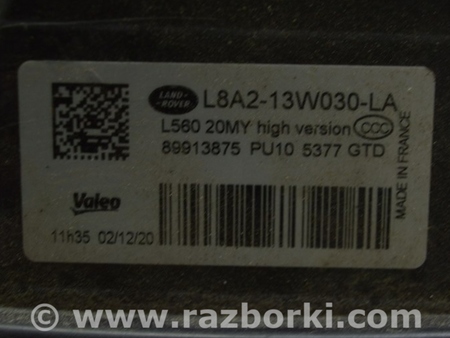 LAND ROVER L8A2-13W030-LA
L560 20MY high version CCC
89913875 PU10 5377 GTD
MADE IN FRANCE
Valeo
11h35 02/12/20
© www.razborki.com